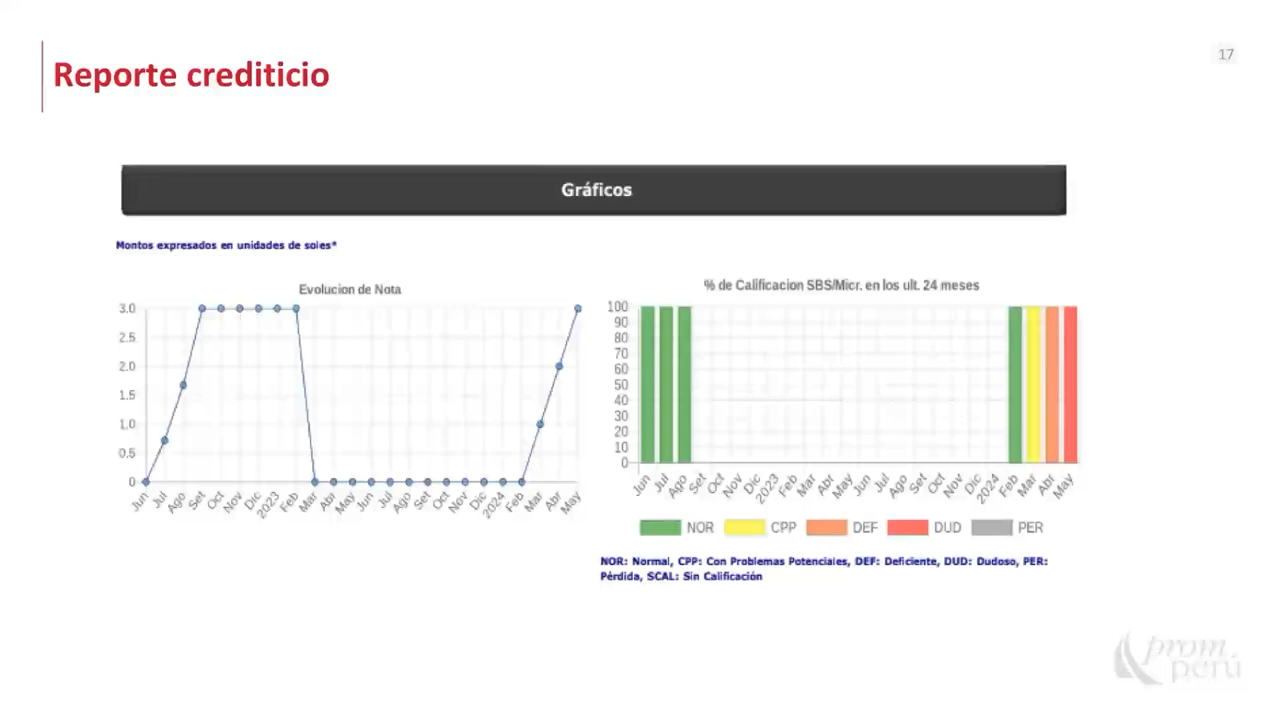 17
Reporte crediticio
Gráficos
Montos expresados en unidades de soles*
Evolucion de Nota
3.0
2.5
2.0
1.5
1.0
0.5
0
Jun Jul Ago Set Oct Nov Dic 2023 Feb Mar Abr May Jun Jul Ago Set Oct Nov Dic 2024 Feb Mar Abr May
% de Calificacion SBS/Micr. en los ult. 24 meses
100
90
80
70
60
50
40
30
20
10
0
Jun Jul Ago Set Oct Nov Dic 2023 Feb Mar Abr May Jun Jul Ago Set Oct Nov Dic 2024 Feb Mar Abr May
NOR CPP DEF DUD PER
NOR: Normal, CPP: Con Problemas Potenciales, DEF: Deficiente, DUD: Dudoso, PER:
Pérdida, SCAL: Sin Calificación
prom
perú